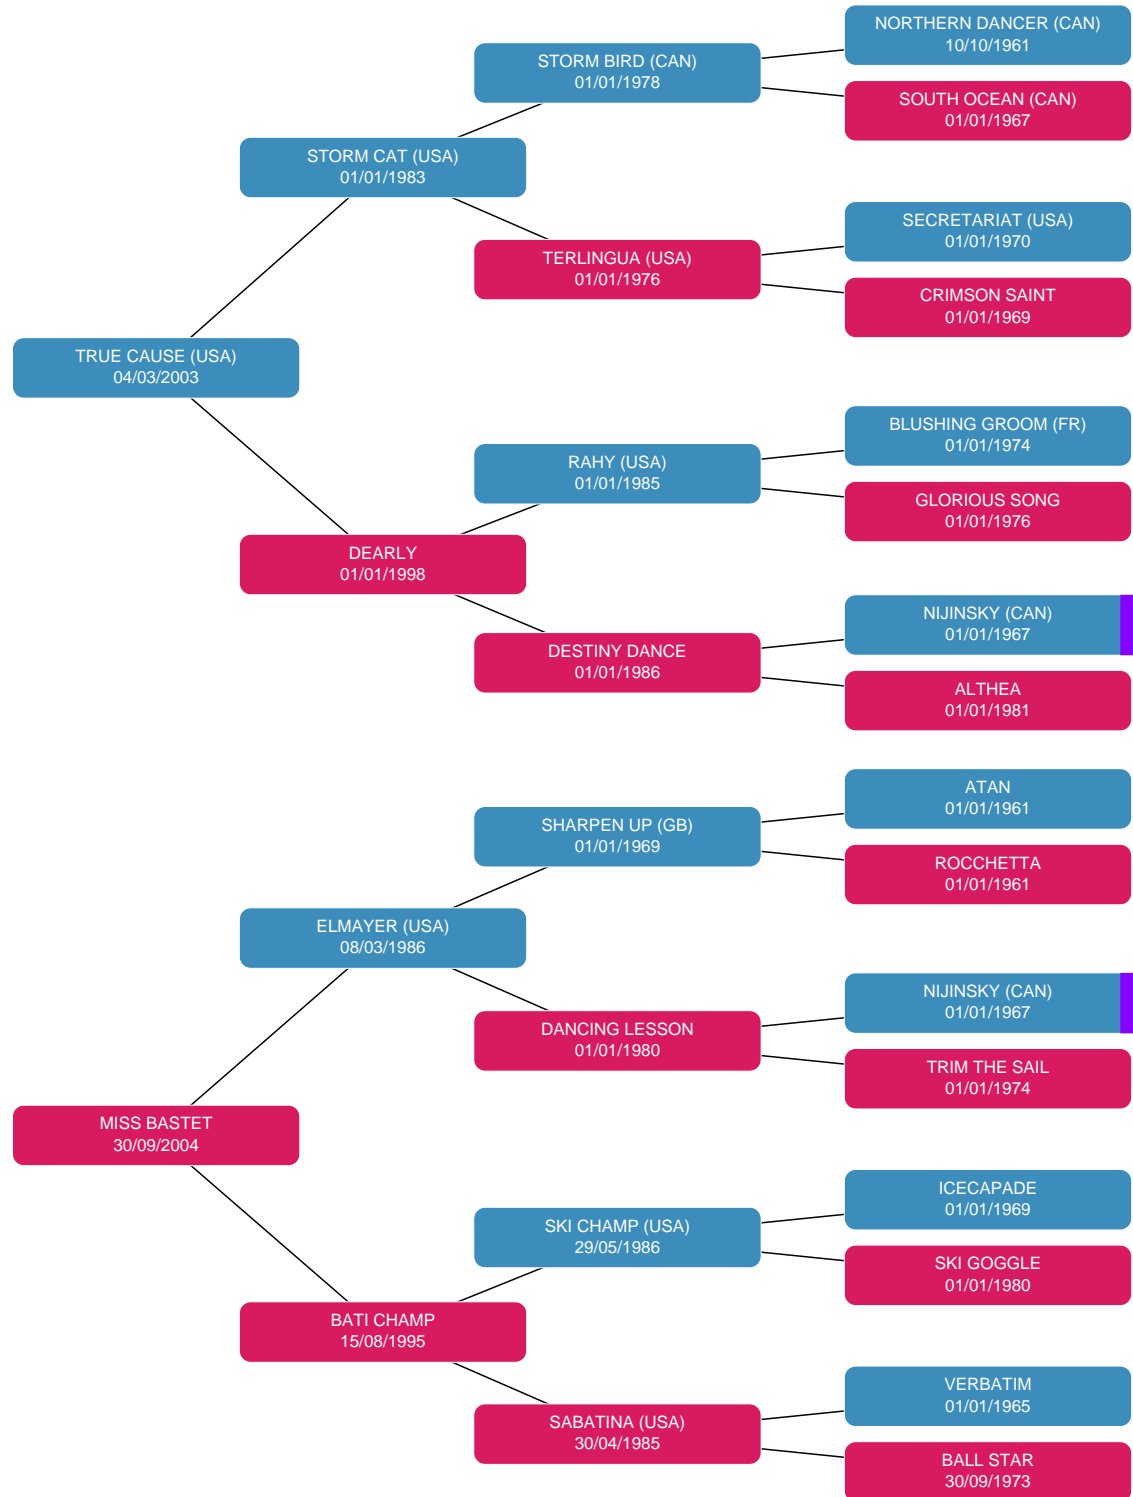 NORTHERN DANCER (CAN)
10/10/1961
STORM BIRD (CAN)
01/01/1978
SOUTH OCEAN (CAN)
01/01/1967
STORM CAT (USA)
01/01/1983
SECRETARIAT (USA)
01/01/1970
TERLINGUA (USA)
01/01/1976
CRIMSON SAINT
01/01/1969
TRUE CAUSE (USA)
04/03/2003
BLUSHING GROOM (FR)
01/01/1974
RAHY (USA)
01/01/1985
GLORIOUS SONG
01/01/1976
DEARLY
01/01/1998
NIJINSKY (CAN)
01/01/1967
DESTINY DANCE
01/01/1986
ALTHEA
01/01/1981
ATAN
01/01/1961
SHARPEN UP (GB)
01/01/1969
ROCCHETTA
01/01/1961
ELMAYER (USA)
08/03/1986
NIJINSKY (CAN)
01/01/1967
DANCING LESSON
01/01/1980
TRIM THE SAIL
01/01/1974
MISS BASTET
30/09/2004
ICECAPADE
01/01/1969
SKI CHAMP (USA)
29/05/1986
SKI GOGGLE
01/01/1980
BATI CHAMP
15/08/1995
VERBATIM
01/01/1965
SABATINA (USA)
30/04/1985
BALL STAR
30/09/1973